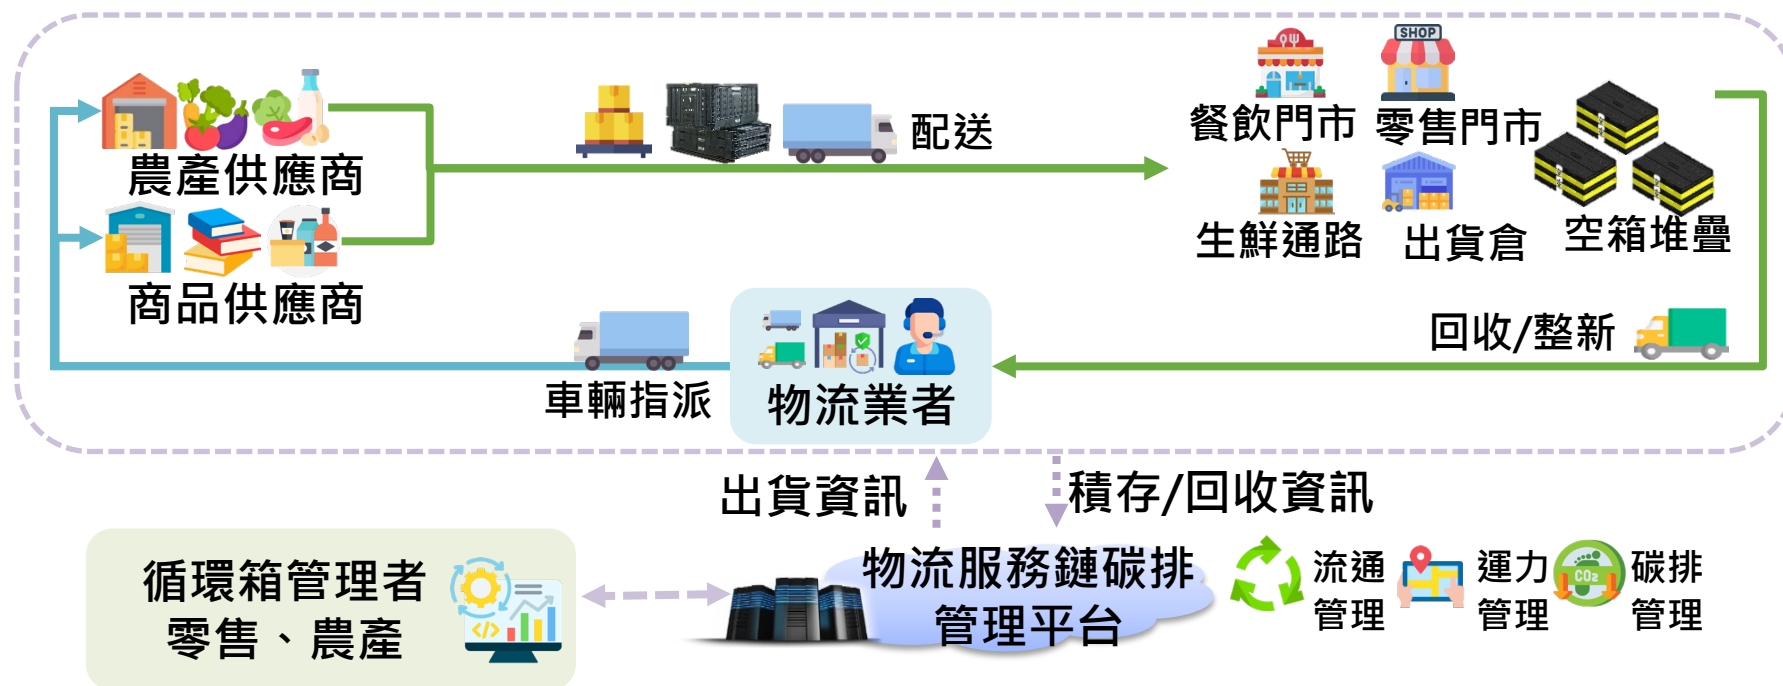 農產供應商
商品供應商
配送
SHOP
餐飲門市
零售門市
生鮮通路
出貨倉
空箱堆疊
回收/整新
車輛指派
物流業者
出貨資訊
積存/回收資訊
循環箱管理者
零售、農產
</>
物流服務鏈碳排
管理平台
流通
管理
運力
管理
CO₂
碳排
管理